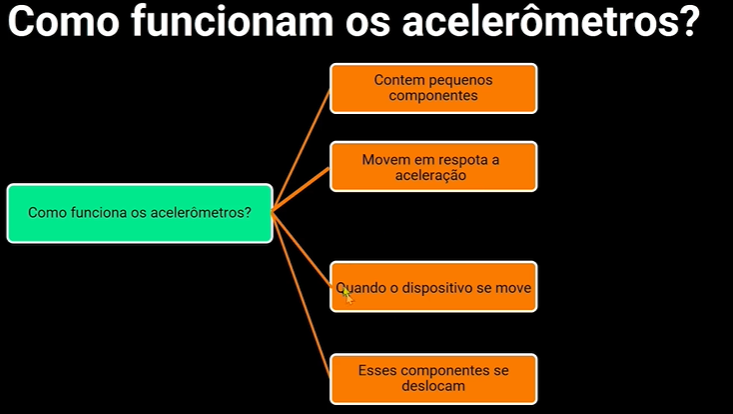 Como funcionam os acelerômetros?
Contem pequenos
componentes
Movem em respota a
aceleração
Como funciona os acelerômetros?
Quando o dispositivo se move
Esses componentes se
deslocam